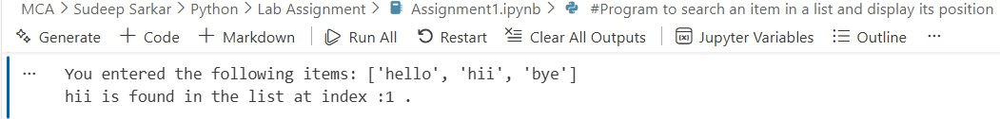 MCA > Sudeep Sarkar > Python > Lab Assignment > Assignment1.ipynb > #Program to search an item in a list and display its position
Generate + Code + Markdown | Run All Restart Clear All Outputs | Jupyter Variables Outline ...
... You entered the following items: ['hello', 'hii', 'bye']
hii is found in the list at index :1 .